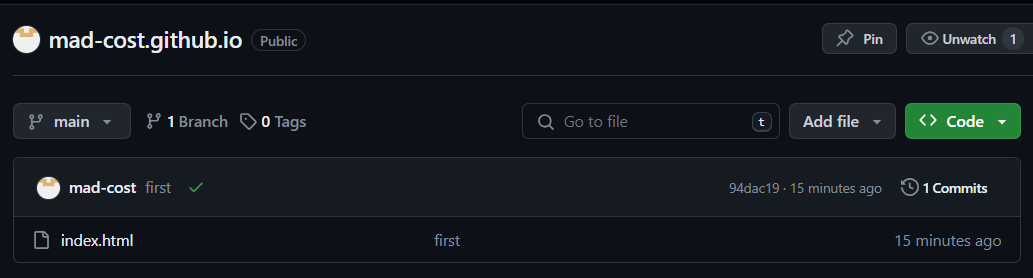 mad-cost.github.io Public Pin Unwatch 1
main 1 Branch 0 Tags Go to file t Add file Code
mad-cost first 94dac19 · 15 minutes ago 1 Commits
index.html first 15 minutes ago